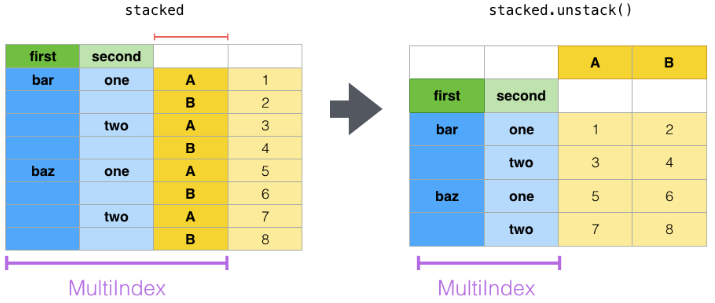 stacked
first second
bar one A 1
B 2
two A 3
B 4
baz one A 5
B 6
two A 7
B 8
MultiIndex
stacked.unstack()
A B
first second
bar one 1 2
two 3 4
baz one 5 6
two 7 8
MultiIndex